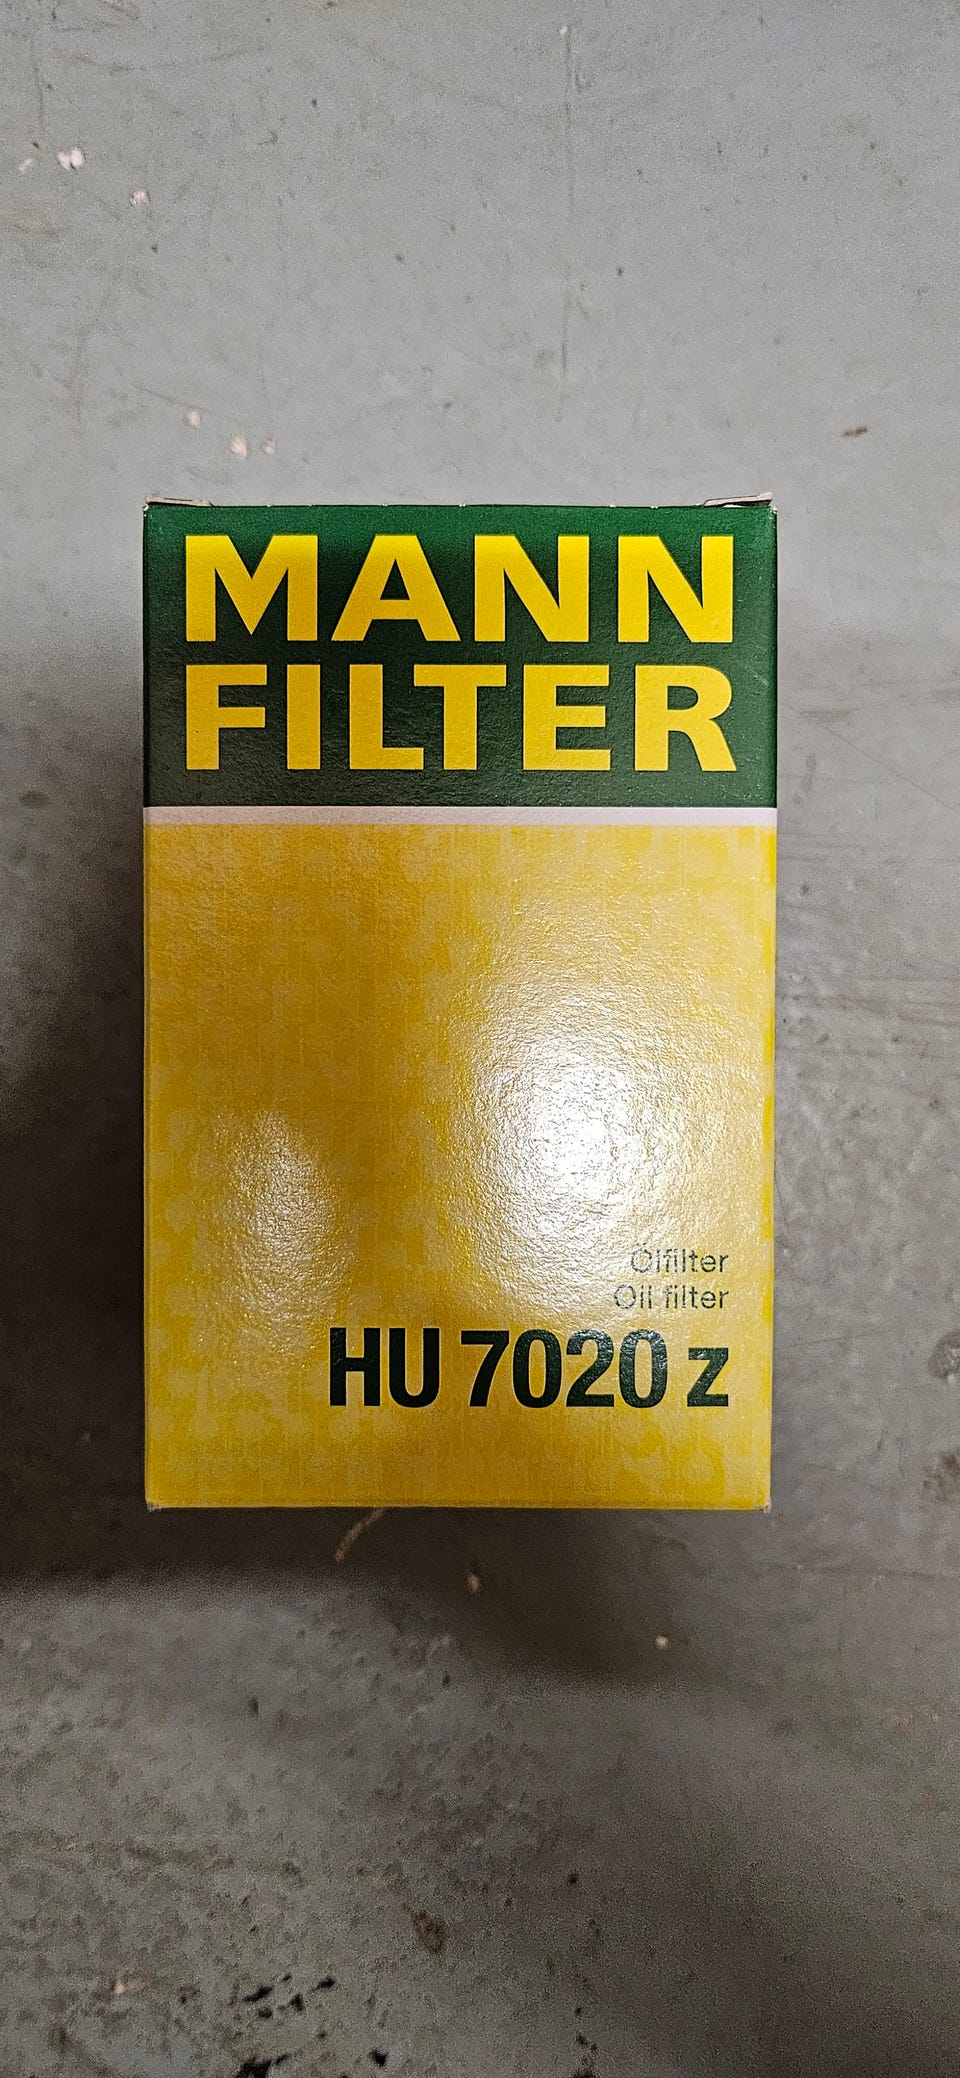 MANN
FILTER
Ölfilter
Oil filter
HU 7020 z